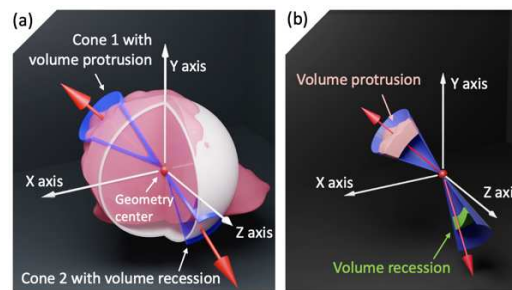 (a)
Cone 1 with
volume protrusion
Y axis
X axis
Geometry
center
Z axis
Cone 2 with volume recession
(b)
Volume protrusion
Y axis
X axis
Z axis
Volume recession